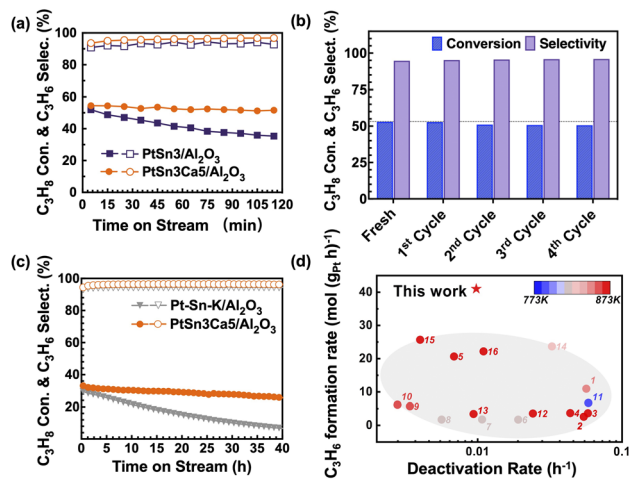 (a)
C₃H₈ Con. & C₃H₆ Selec. (%)
100
80
60
40
20
0
PtSn3/Al₂O₃
PtSn3Ca5/Al₂O₃
0 15 30 45 60 75 90 105 120
Time on Stream (min)
(b)
C₃H₈ Con. & C₃H₆ Selec. (%)
125
100
75
50
25
0
Conversion Selectivity
Fresh
1st Cycle
2nd Cycle
3rd Cycle
4th Cycle
(c)
C₃H₈ Con. & C₃H₆ Selec. (%)
100
80
60
40
20
Pt-Sn-K/Al₂O₃
PtSn3Ca5/Al₂O₃
0 5 10 15 20 25 30 35 40
Time on Stream (h)
(d)
C₃H₆ formation rate (mol (gPt h)⁻¹)
40
30
20
10
0
This work
773K 873K
15
5
16
14
1
11
10
9
8
13
7
6
12
4
3
2
0.01 0.1
Deactivation Rate (h⁻¹)